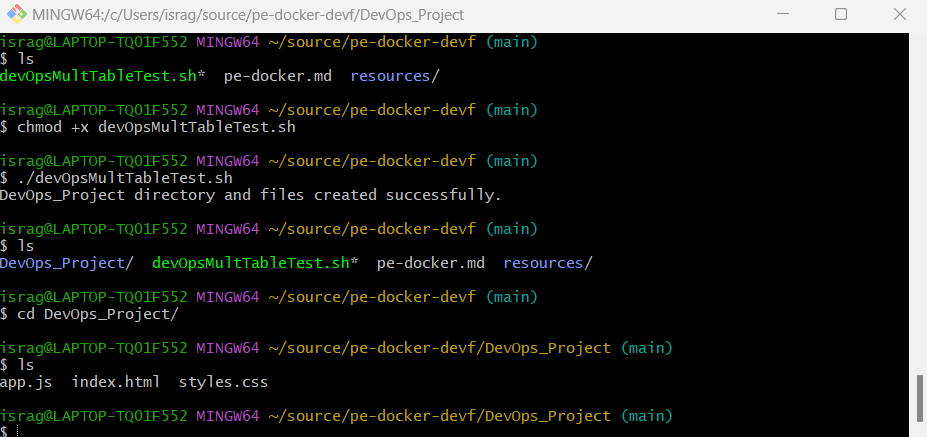 MINGW64:/c/Users/israg/source/pe-docker-devf/DevOps_Project
israg@LAPTOP-TQ01F552 MINGW64 ~/source/pe-docker-devf (main)
$ ls
devOpsMultTableTest.sh*  pe-docker.md  resources/
israg@LAPTOP-TQ01F552 MINGW64 ~/source/pe-docker-devf (main)
$ chmod +x devOpsMultTableTest.sh
israg@LAPTOP-TQ01F552 MINGW64 ~/source/pe-docker-devf (main)
$ ./devOpsMultTableTest.sh
DevOps_Project directory and files created successfully.
israg@LAPTOP-TQ01F552 MINGW64 ~/source/pe-docker-devf (main)
$ ls
DevOps_Project/  devOpsMultTableTest.sh*  pe-docker.md  resources/
israg@LAPTOP-TQ01F552 MINGW64 ~/source/pe-docker-devf (main)
$ cd DevOps_Project/
israg@LAPTOP-TQ01F552 MINGW64 ~/source/pe-docker-devf/DevOps_Project (main)
$ ls
app.js  index.html  styles.css
israg@LAPTOP-TQ01F552 MINGW64 ~/source/pe-docker-devf/DevOps_Project (main)
$